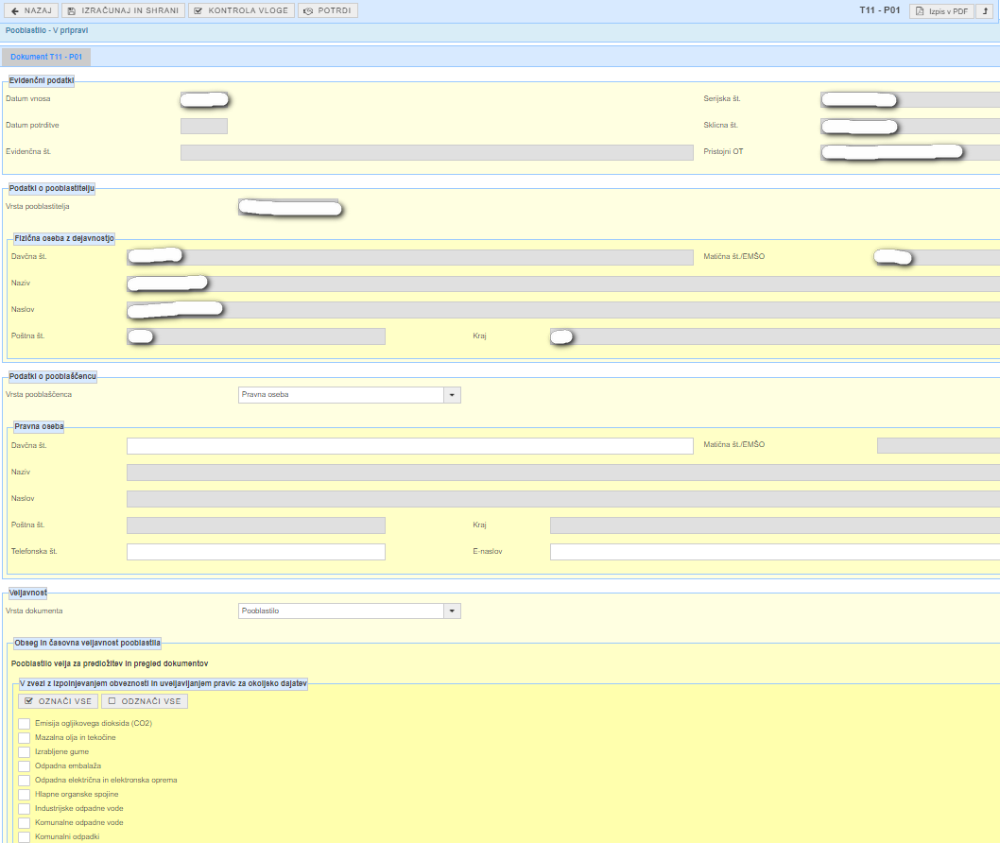 NAZAJ IZRAČUNAJ IN SHRANI KONTROLA VLOGE POTRDI T11 - P01 Izpis v PDF
Pooblastilo - V pripravi
Dokument T11 - P01
Evidenčni podatki
Datum vnosa Serijska št.
Datum potrditve Sklicna št.
Evidenčna št. Pristojni OT
Podatki o pooblastitelju
Vrsta pooblastitelja
Fizična oseba z dejavnostjo
Davčna št. Matična št./EMŠO
Naziv
Naslov
Poštna št. Kraj
Podatki o pooblaščencu
Vrsta pooblaščenca Pravna oseba
Pravna oseba
Davčna št. Matična št./EMŠO
Naziv
Naslov
Poštna št. Kraj
Telefonska št. E-naslov
Veljavnost
Vrsta dokumenta Pooblastilo
Obseg in časovna veljavnost pooblastila
Pooblastilo velja za predložitev in pregled dokumentov
V zvezi z izpolnjevanjem obveznosti in uveljavljanjem pravic za okoljsko dajatev
OZNAČI VSE ODZNAČI VSE
Emisija ogljikovega dioksida (CO2)
Mazalna olja in tekočine
Izrabljene gume
Odpadna embalaža
Odpadna električna in elektronska oprema
Hlapne organske spojine
Industrijske odpadne vode
Komunalne odpadne vode
Komunalni odpadki